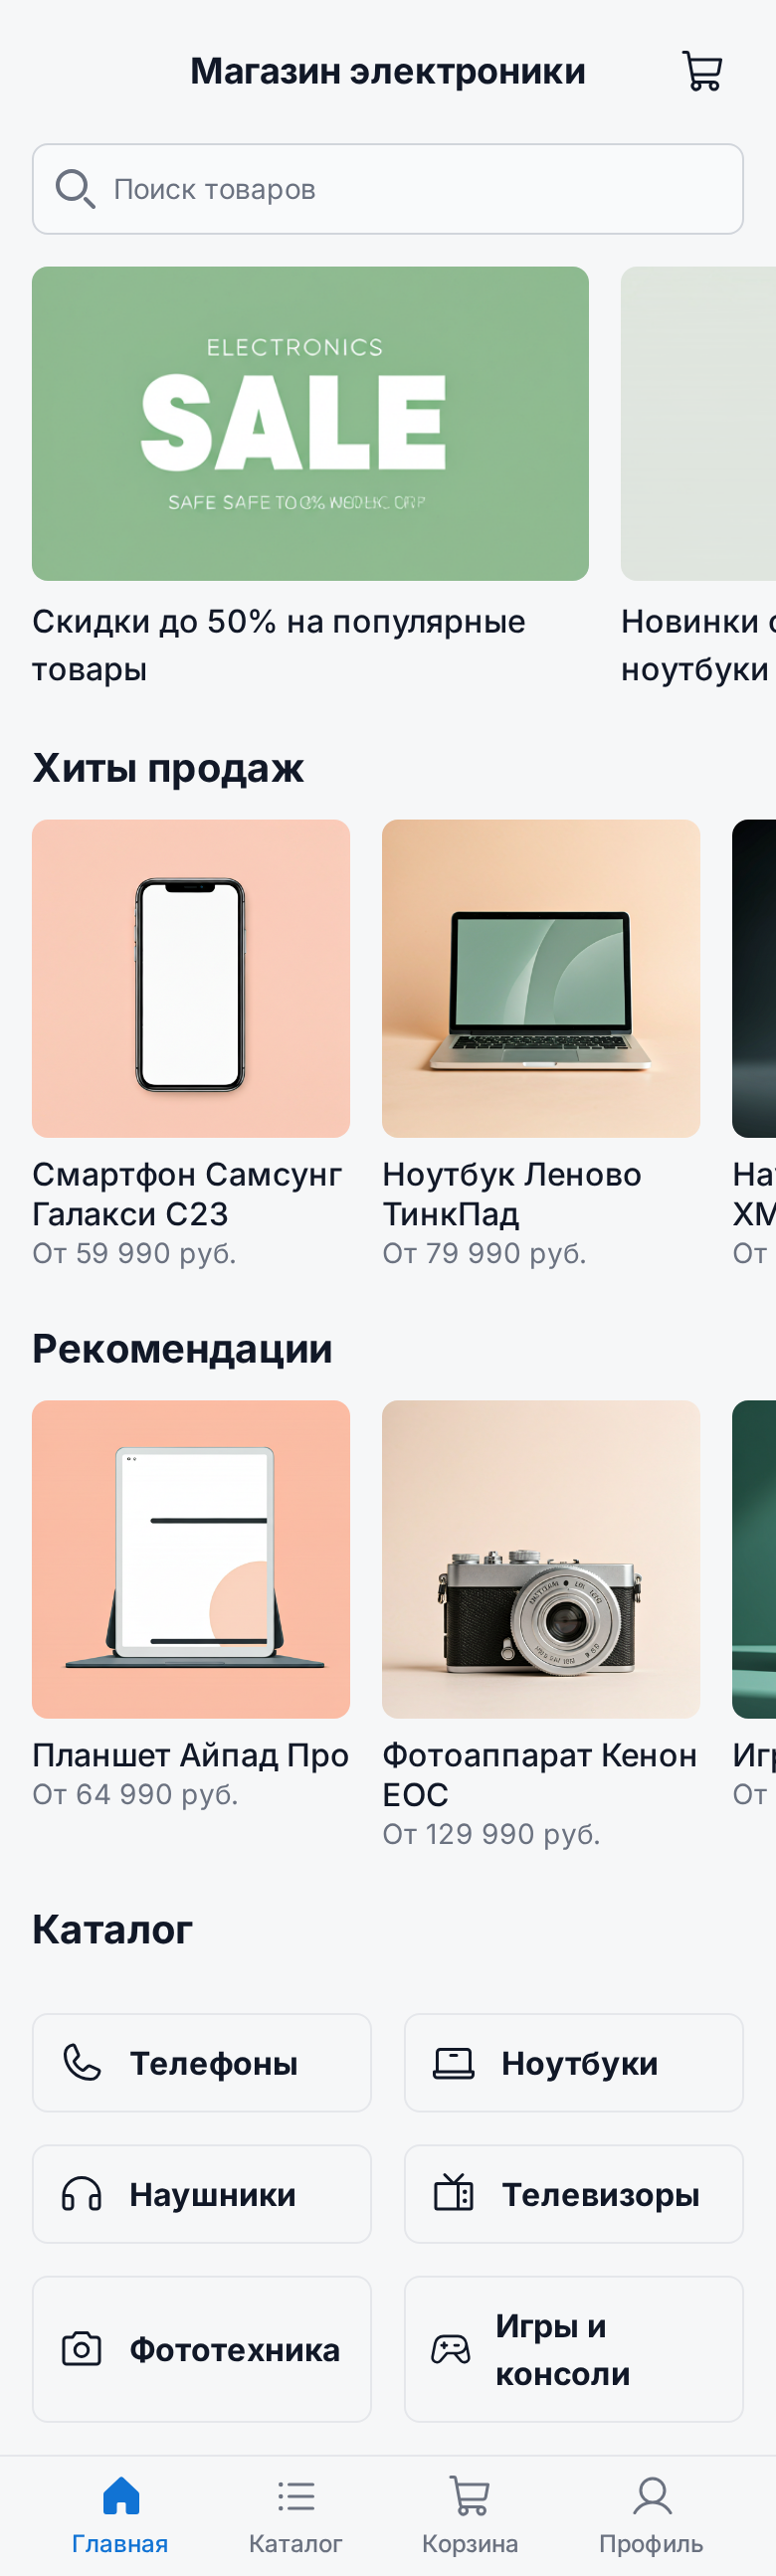 Магазин электроники
Поиск товаров
ELECTRONICS
SALE
SAFE SAFE
Скидки до 50% на популярные
товары
Новинки
ноутбуки
Хиты продаж
Смартфон Самсунг
Галакси С23
От 59 990 руб.
Ноутбук Леново
ТинкПад
От 79 990 руб.
От
Рекомендации
Планшет Айпад Про
От 64 990 руб.
Фотоаппарат Кенон
ЕОС
От 129 990 руб.
От
Каталог
Телефоны
Ноутбуки
Наушники
Телевизоры
Фототехника
Игры и
консоли
Главная
Каталог
Корзина
Профиль